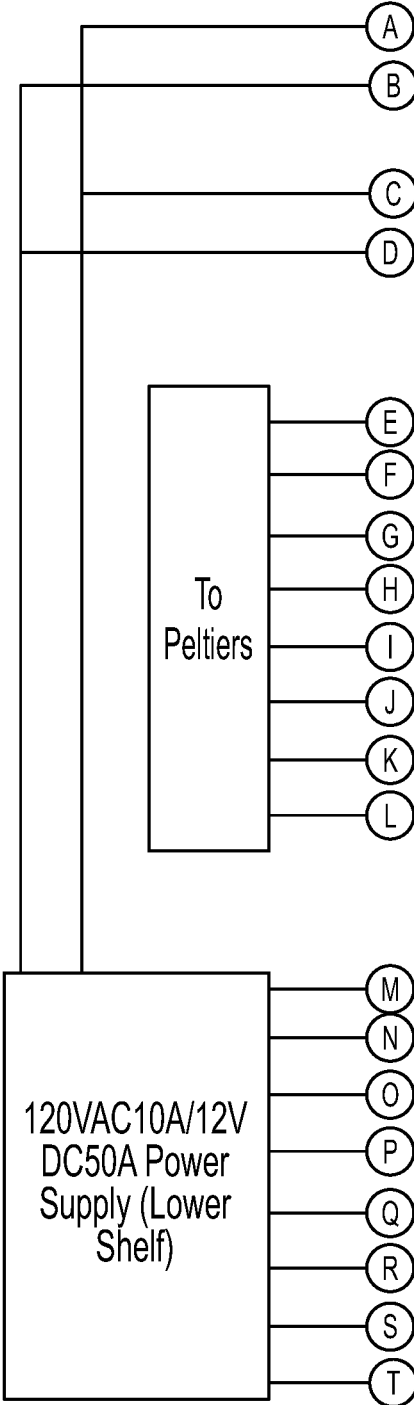 A
B
C
D
E
F
G
H
I
J
K
L
To
Peltiers
M
N
O
P
Q
R
S
T
120VAC10A/12V
DC50A Power
Supply (Lower
Shelf)